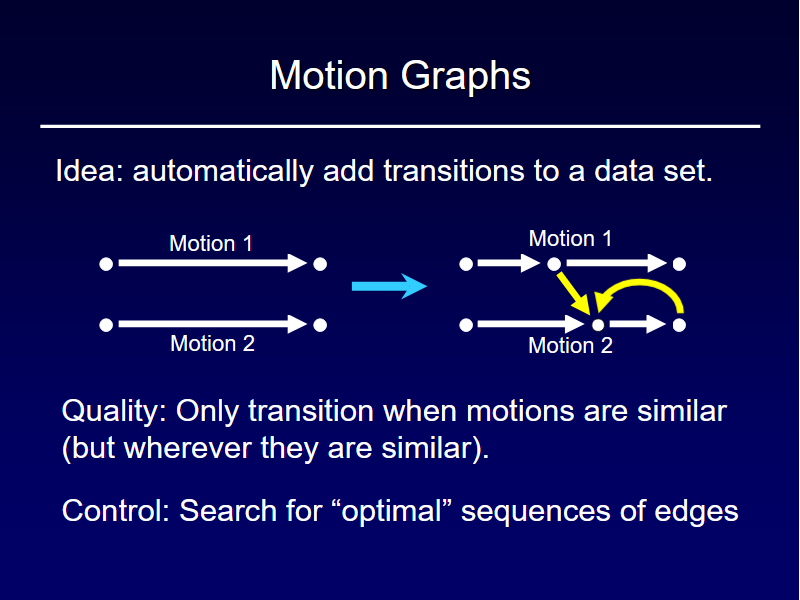 Motion Graphs
Idea: automatically add transitions to a data set.
Motion 1
Motion 1
Motion 2
Motion 2
Quality: Only transition when motions are similar
(but wherever they are similar).
Control: Search for “optimal” sequences of edges